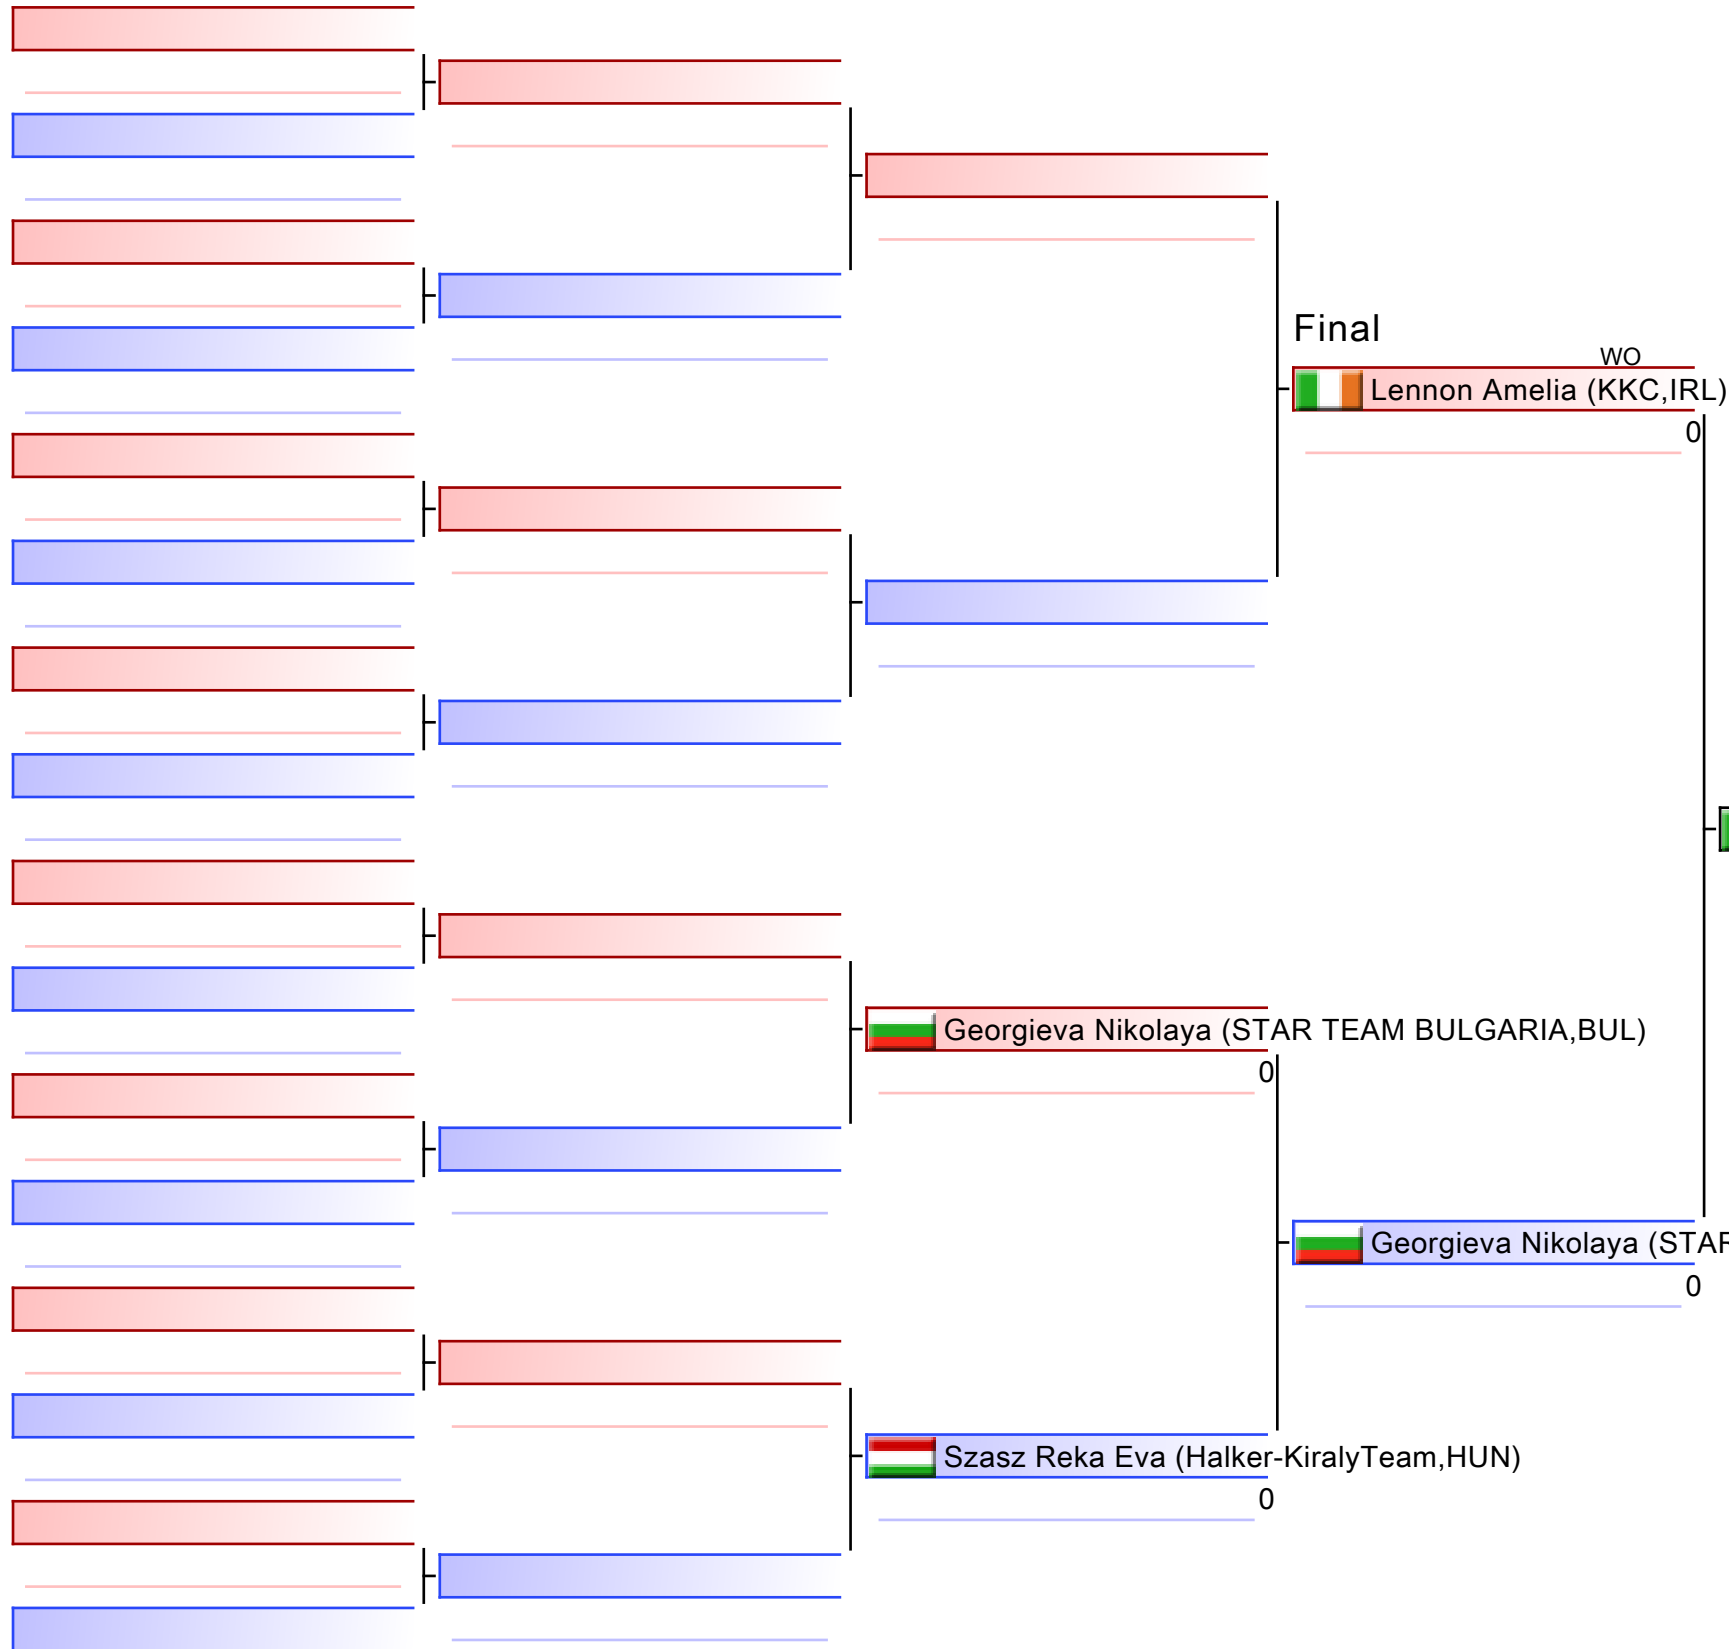 Final
WO
Lennon Amelia (KKC,IRL)
0
Georgieva Nikolaya (STAR TEAM BULGARIA,BUL)
0
Georgieva Nikolaya (STAR
0
Szasz Reka Eva (Halker-KiralyTeam,HUN)
0